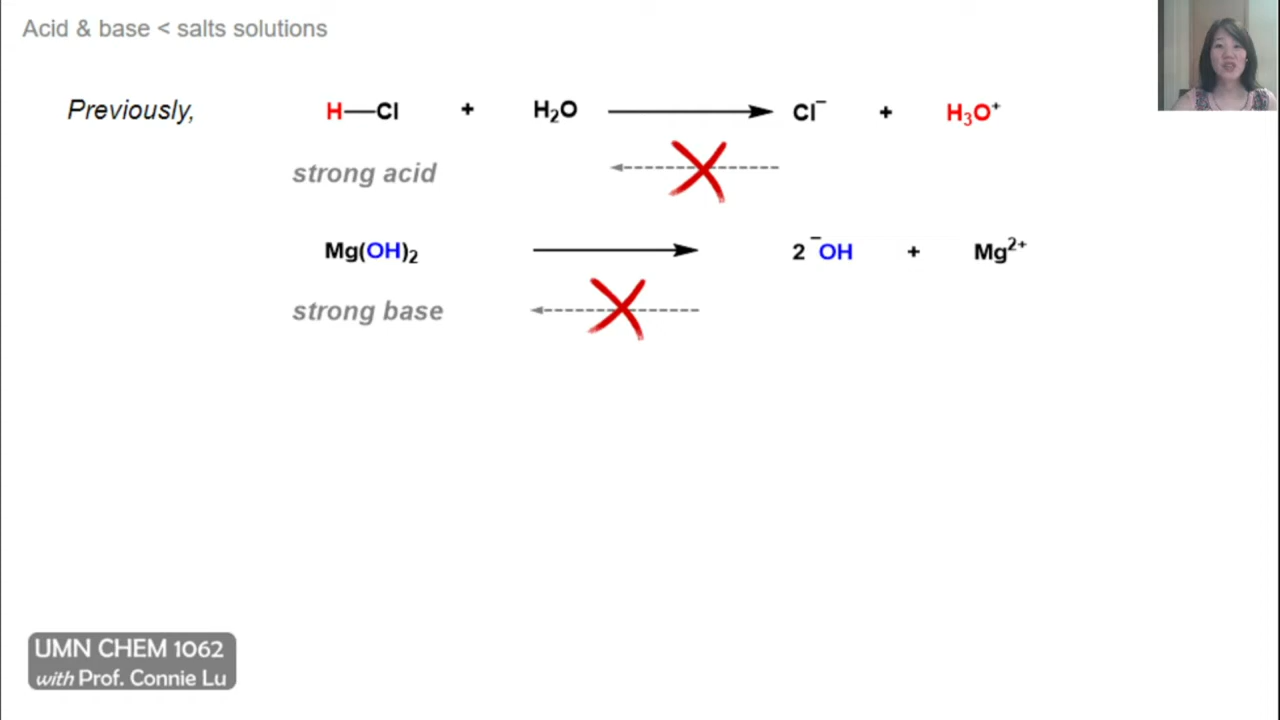 Acid & base < salts solutions
Previously, H—Cl + H₂O ⟶ Cl⁻ + H₃O⁺
strong acid
Mg(OH)₂ ⟶ 2 ⁻OH + Mg²⁺
strong base
UMN CHEM 1062
with Prof. Connie Lu